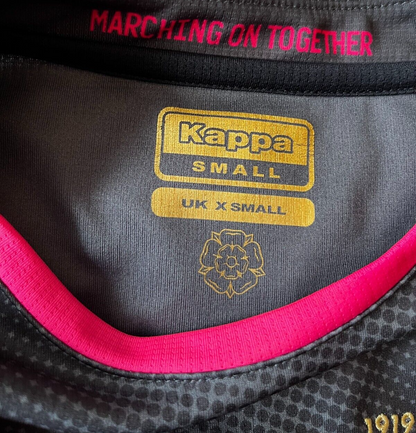 MARCHING ON TOGETHER
Kappa
SMALL
UK X SMALL
1919